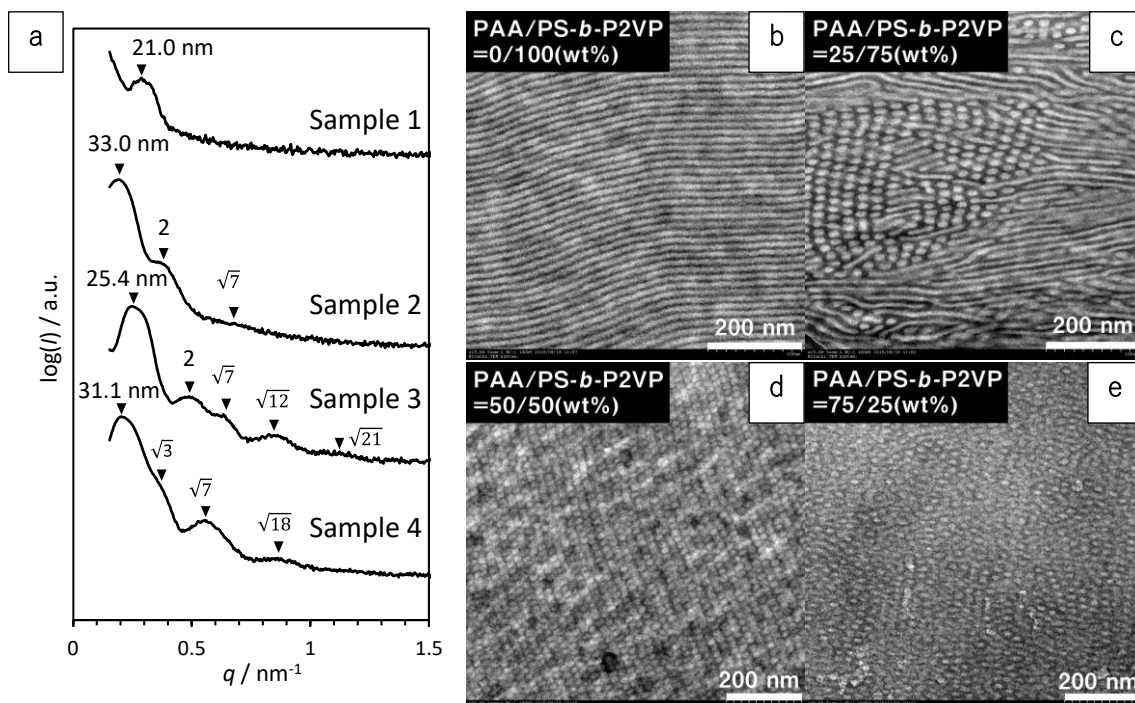 a
21.0 nm
Sample 1
33.0 nm
2
√7
Sample 2
25.4 nm
2
√7
√12
√21
Sample 3
31.1 nm
√3
√7
√18
Sample 4
log(I) / a.u.
0
0.5
1
1.5
q / nm⁻¹
PAA/PS-b-P2VP
=0/100(wt%)
b
200 nm
PAA/PS-b-P2VP
=25/75(wt%)
c
200 nm
PAA/PS-b-P2VP
=50/50(wt%)
d
200 nm
PAA/PS-b-P2VP
=75/25(wt%)
e
200 nm